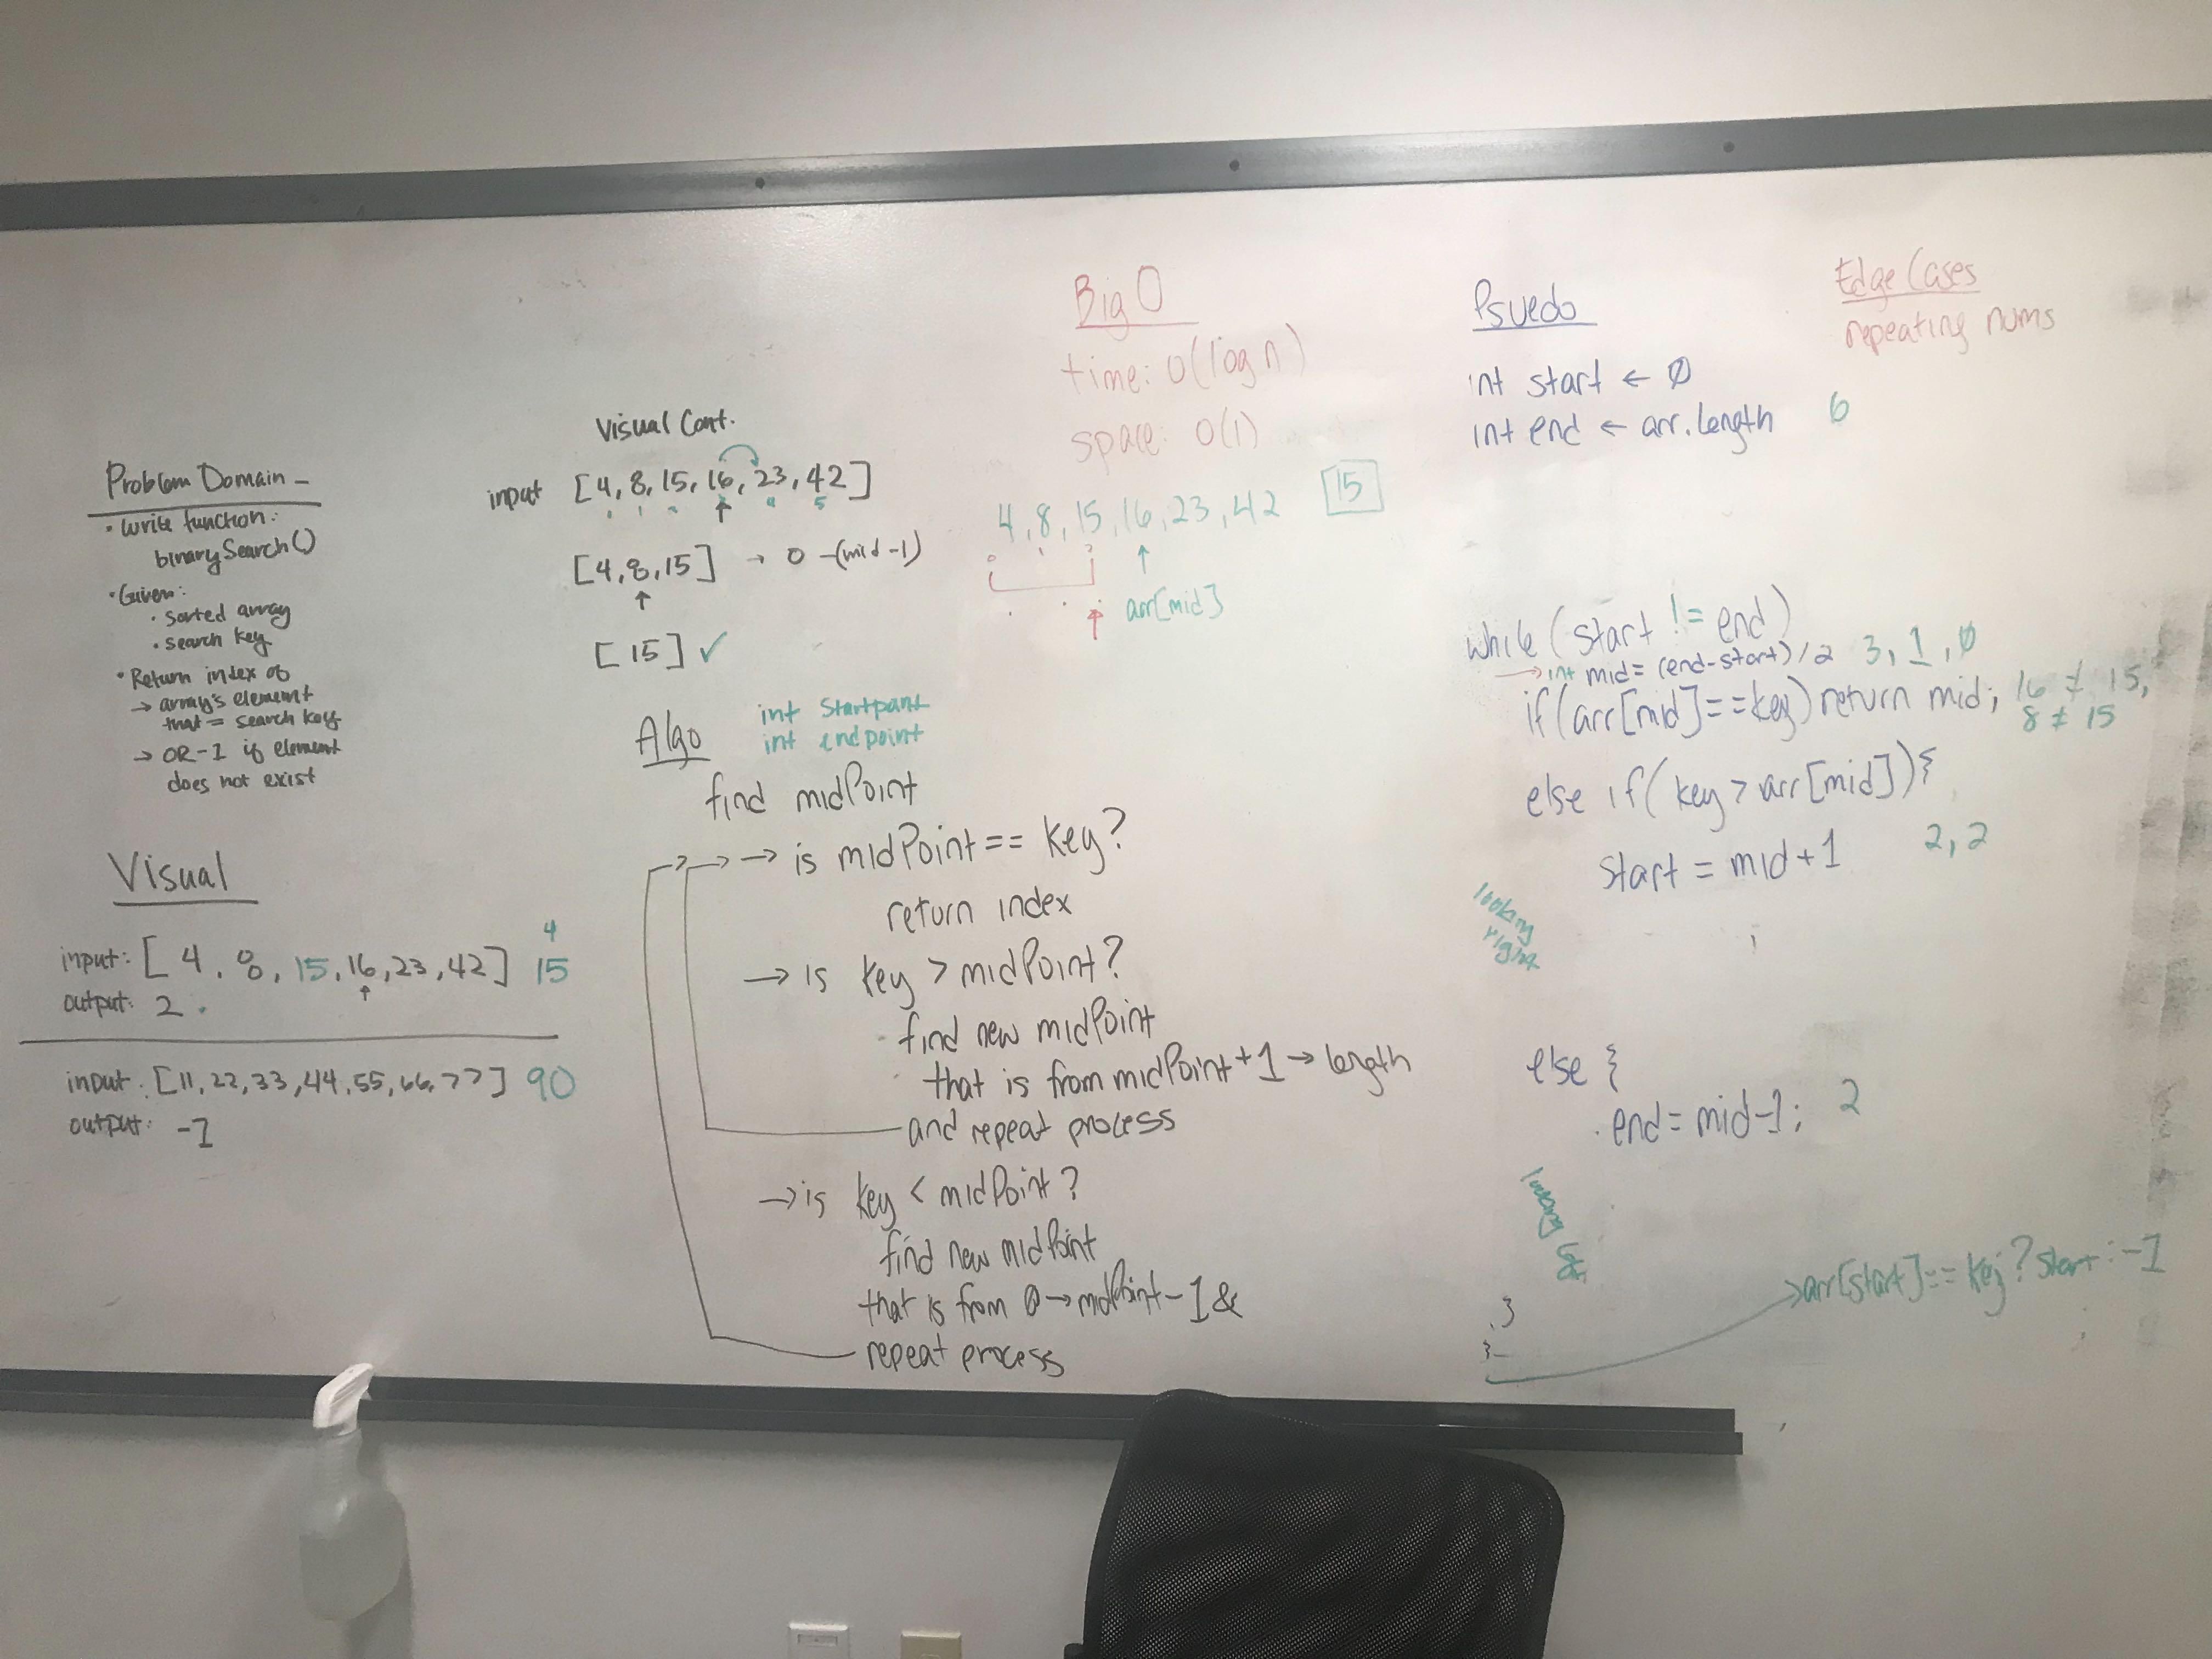 Problem Domain -
• Write function:
binarySearch()
• Given:
• sorted array
• search key
• Return index of
→ array's element
that = search key
→ OR -1 if element
does not exist
Visual
4
input: [4, 8, 15, 16, 23, 42] 15
↑
output: 2
input: [11, 22, 33, 44, 55, 66, 77] 90
output: -1
Visual Cont.
input [4, 8, 15, 16, 23, 42]
↑
[4, 8, 15] → 0 - (mid -1)
↑
[15] ✓
Algo
int Startpoint
int endpoint
find midPoint
→ is midPoint == key?
return index
→ is key > midPoint?
find new midPoint
that is from midPoint +1 → length
and repeat process
→ is key < midPoint?
find new midPoint
that is from 0 → midPoint -1 &
repeat process
Big O
time: O(log n)
space: O(1)
4, 8, 15, 16, 23, 42 [15]
↑ arr[mid]
Psuedo
int start ← 0
int end ← arr.length 6
while (start != end)
→ int mid = (end-start)/2 3, 1, 0
if (arr[mid]==key) return mid; 16 ≠ 15,
8 ≠ 15
else if (key > arr[mid]){
start = mid+1 2, 2
looking
right
else {
end = mid-1; 2
looking
}
}
→ arr[start]== key? start : -1
Edge Cases
repeating nums